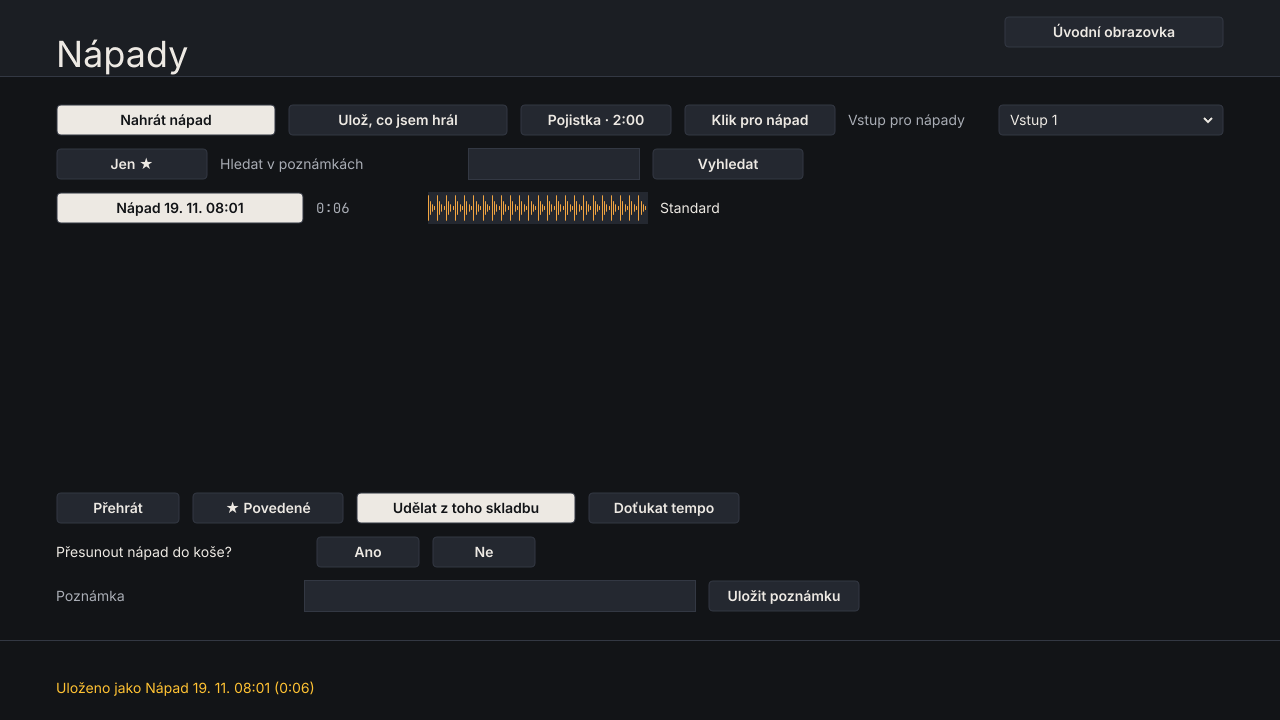 Nápady
Úvodní obrazovka
Nahrát nápad
Ulož, co jsem hrál
Pojistka · 2:00
Klik pro nápad
Vstup pro nápady
Vstup 1
Jen ★
Hledat v poznámkách
Vyhledat
Nápad 19. 11. 08:01
0:06
Standard
Přehrát
★ Povedené
Udělat z toho skladbu
Doťukat tempo
Přesunout nápad do koše?
Ano
Ne
Poznámka
Uložit poznámku
Uloženo jako Nápad 19. 11. 08:01 (0:06)